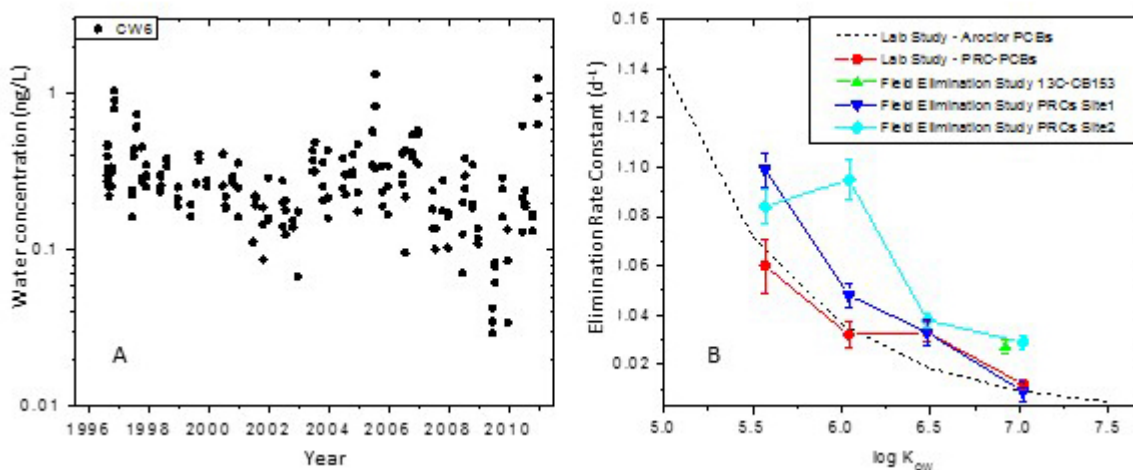 CW6
Water concentration (ng/L)
1
0.1
0.01
A
1996 1998 2000 2002 2004 2006 2008 2010
Year
Lab Study - Aroclor PCBs
Lab Study - PRC-PCBs
Field Elimination Study 13C-CB153
Field Elimination Study PRCs Site1
Field Elimination Study PRCs Site2
Elimination Rate Constant (d-1)
0.16
0.14
0.12
0.10
0.08
0.06
0.04
0.02
B
5.0 5.5 6.0 6.5 7.0 7.5
log Kow